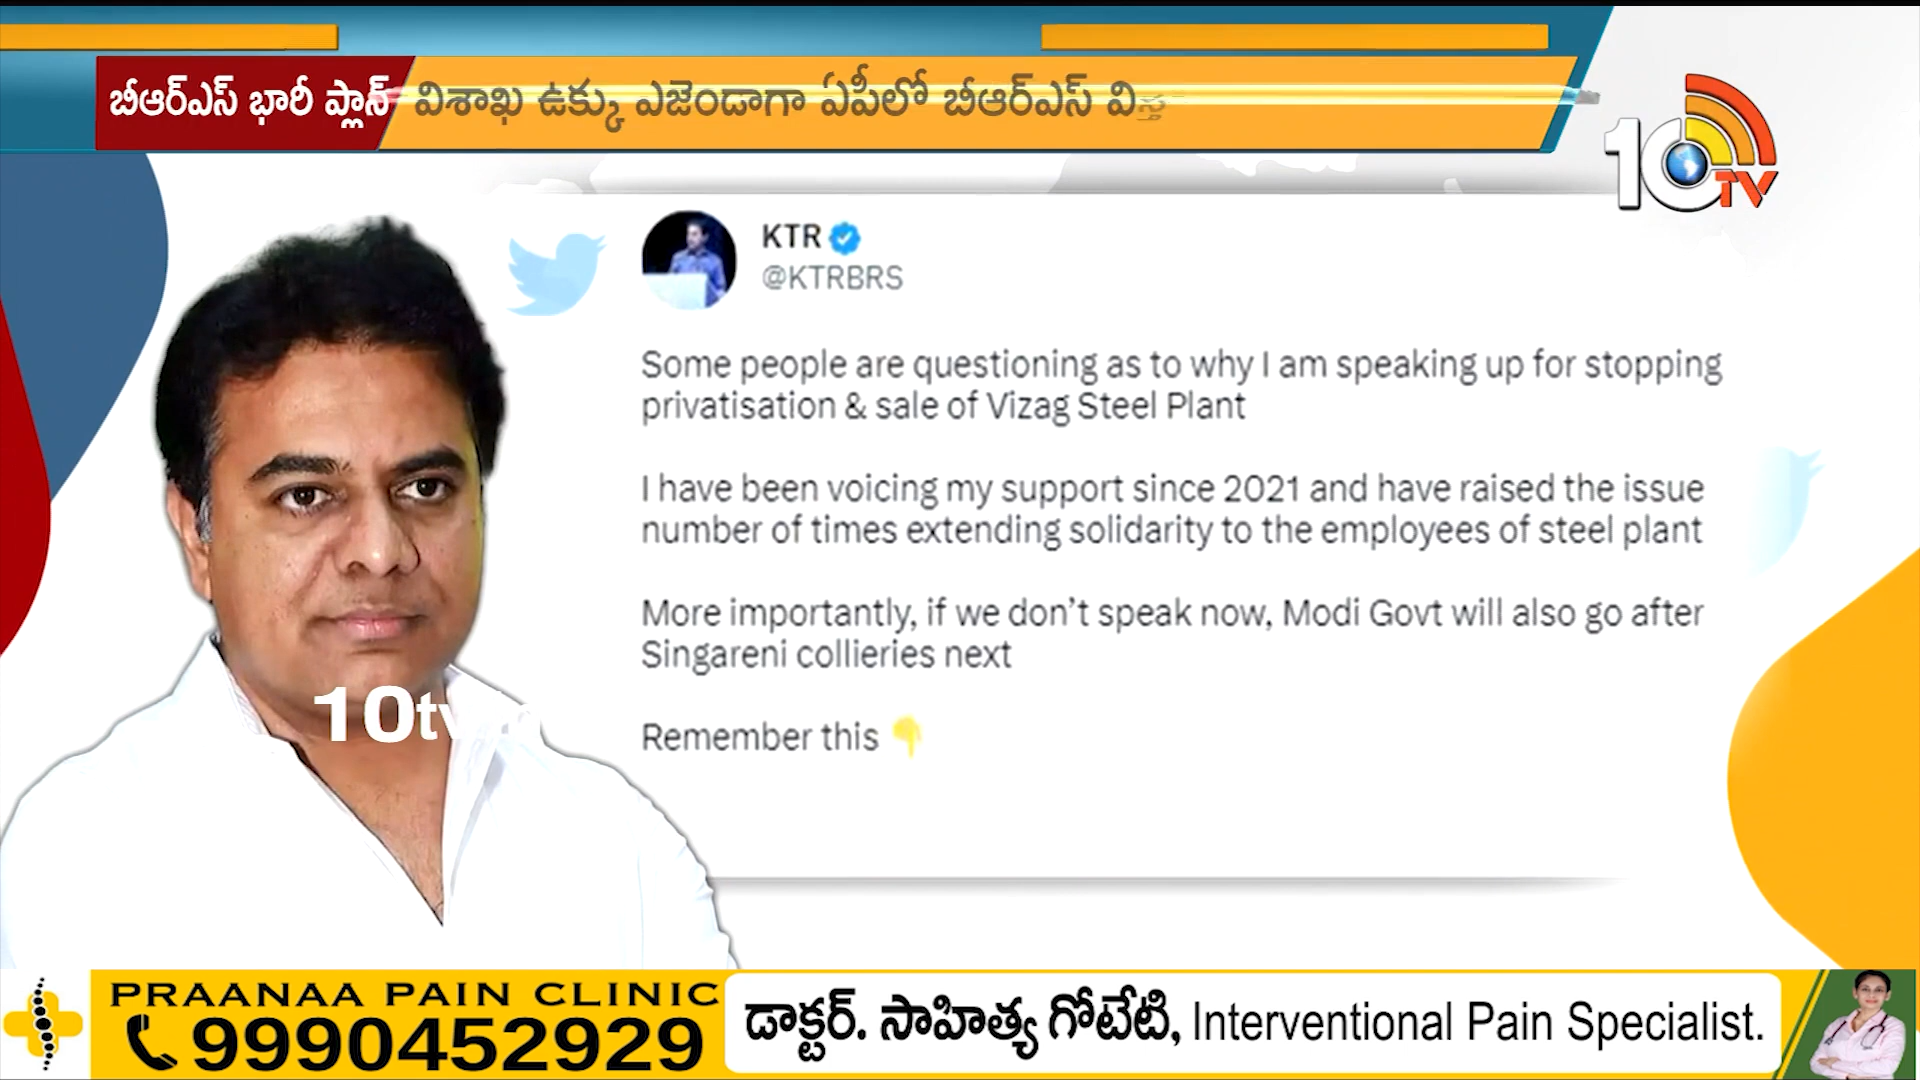 బీఆర్ఎస్ భారీ ప్లాన్ విశాఖ ఉక్కు ఎజెండాగా ఏపీలో బీఆర్ఎస్
10TV
KTR
@KTRBRS
Some people are questioning as to why I am speaking up for stopping
privatisation & sale of Vizag Steel Plant
I have been voicing my support since 2021 and have raised the issue
number of times extending solidarity to the employees of steel plant
More importantly, if we don't speak now, Modi Govt will also go after
Singareni collieries next
Remember this 👇
PRAANAA PAIN CLINIC
9990452929
డాక్టర్. సాహిత్య గోటేటి, Interventional Pain Specialist.